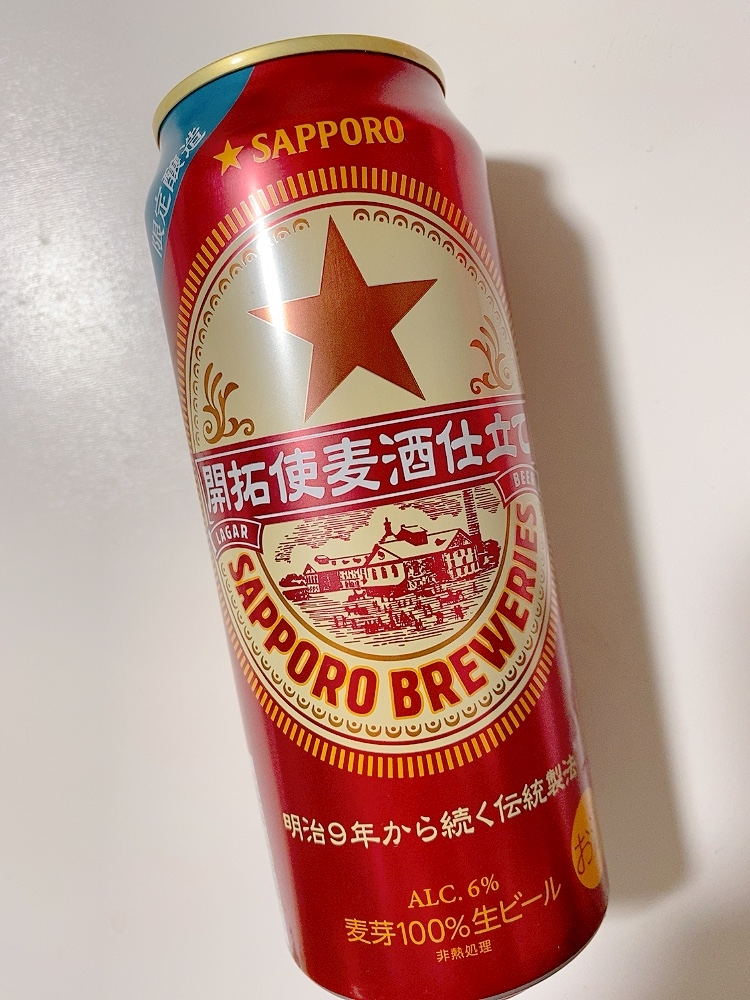 限定醸造
★SAPPORO
開拓使麦酒仕立て
LAGAR
BEER
SAPPORO BREWERIES
明治9年から続く伝統製法
ALC. 6%
麦芽100%生ビール
非熱処理
お